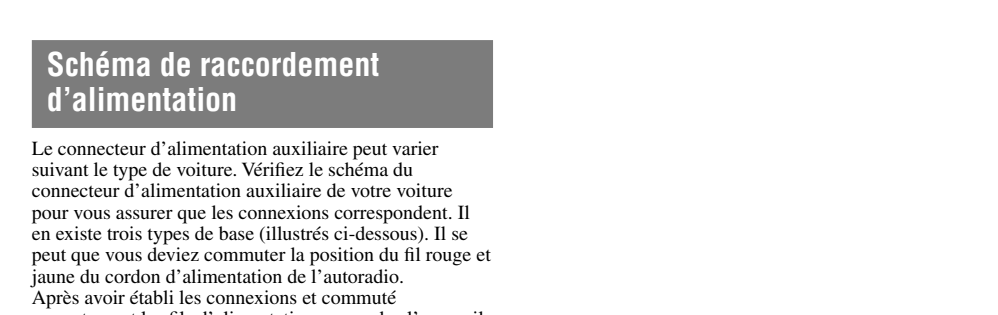 Schéma de raccordement
d’alimentation
Le connecteur d’alimentation auxiliaire peut varier
suivant le type de voiture. Vérifiez le schéma du
connecteur d’alimentation auxiliaire de votre voiture
pour vous assurer que les connexions correspondent. Il
en existe trois types de base (illustrés ci-dessous). Il se
peut que vous deviez commuter la position du fil rouge et
jaune du cordon d’alimentation de l’autoradio.
Après avoir établi les connexions et commuté